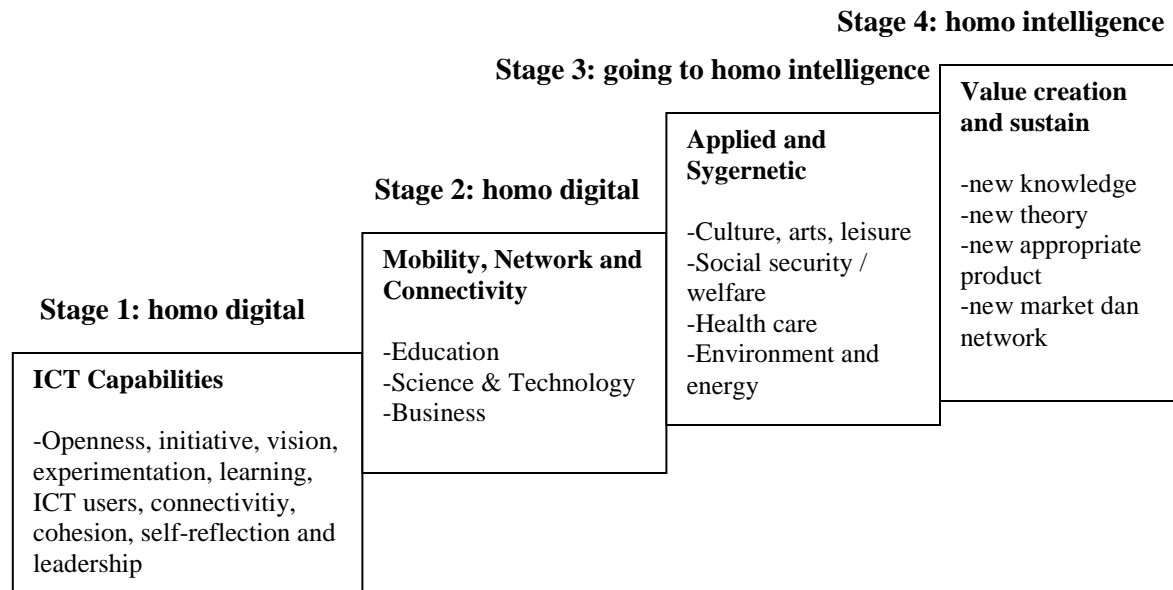 Stage 1: homo digital
ICT Capabilities
-Openness, initiative, vision,
experimentation, learning,
ICT users, connectivitiy,
cohesion, self-reflection and
leadership
Stage 2: homo digital
Mobility, Network and
Connectivity
-Education
-Science & Technology
-Business
Stage 3: going to homo intelligence
Applied and
Sygernetic
-Culture, arts, leisure
-Social security /
welfare
-Health care
-Environment and
energy
Stage 4: homo intelligence
Value creation
and sustain
-new knowledge
-new theory
-new appropriate
product
-new market dan
network